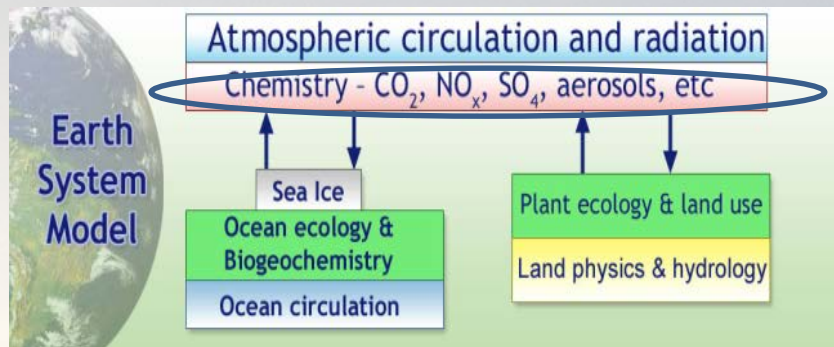 Atmospheric circulation and radiation
Chemistry - CO₂, NOₓ, SO₄, aerosols, etc
Earth
System
Model
Sea Ice
Ocean ecology &
Biogeochemistry
Ocean circulation
Plant ecology & land use
Land physics & hydrology